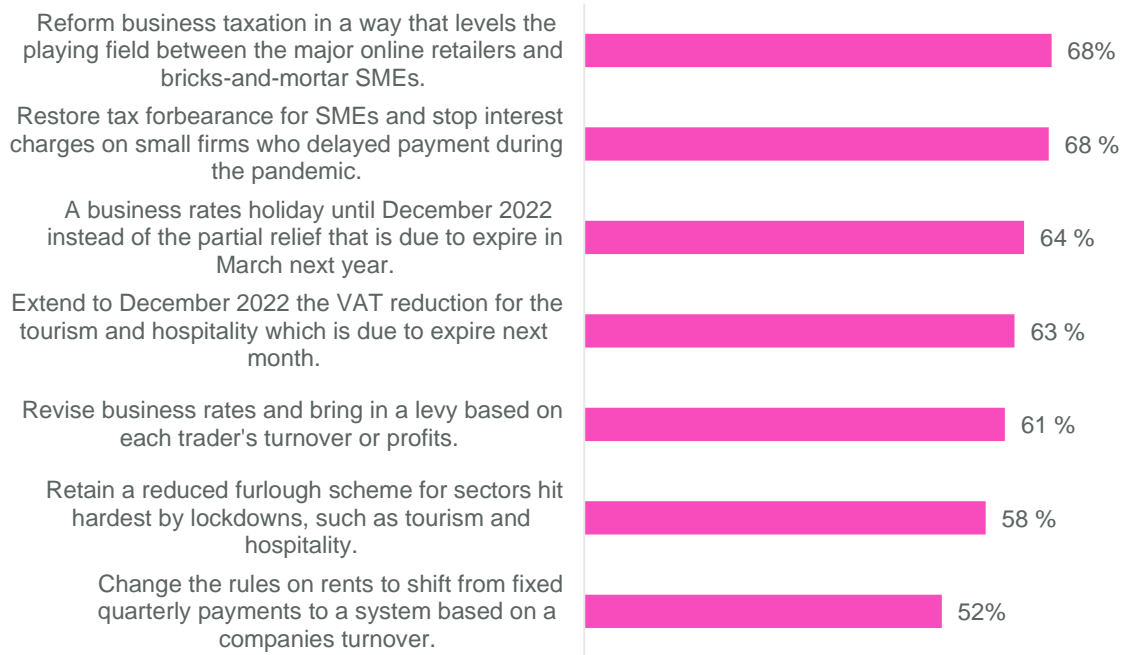 Reform business taxation in a way that levels the
playing field between the major online retailers and
bricks-and-mortar SMEs.
68%
Restore tax forbearance for SMEs and stop interest
charges on small firms who delayed payment during
the pandemic.
68 %
A business rates holiday until December 2022
instead of the partial relief that is due to expire in
March next year.
64 %
Extend to December 2022 the VAT reduction for the
tourism and hospitality which is due to expire next
month.
63 %
Revise business rates and bring in a levy based on
each trader's turnover or profits.
61 %
Retain a reduced furlough scheme for sectors hit
hardest by lockdowns, such as tourism and
hospitality.
58 %
Change the rules on rents to shift from fixed
quarterly payments to a system based on a
companies turnover.
52%